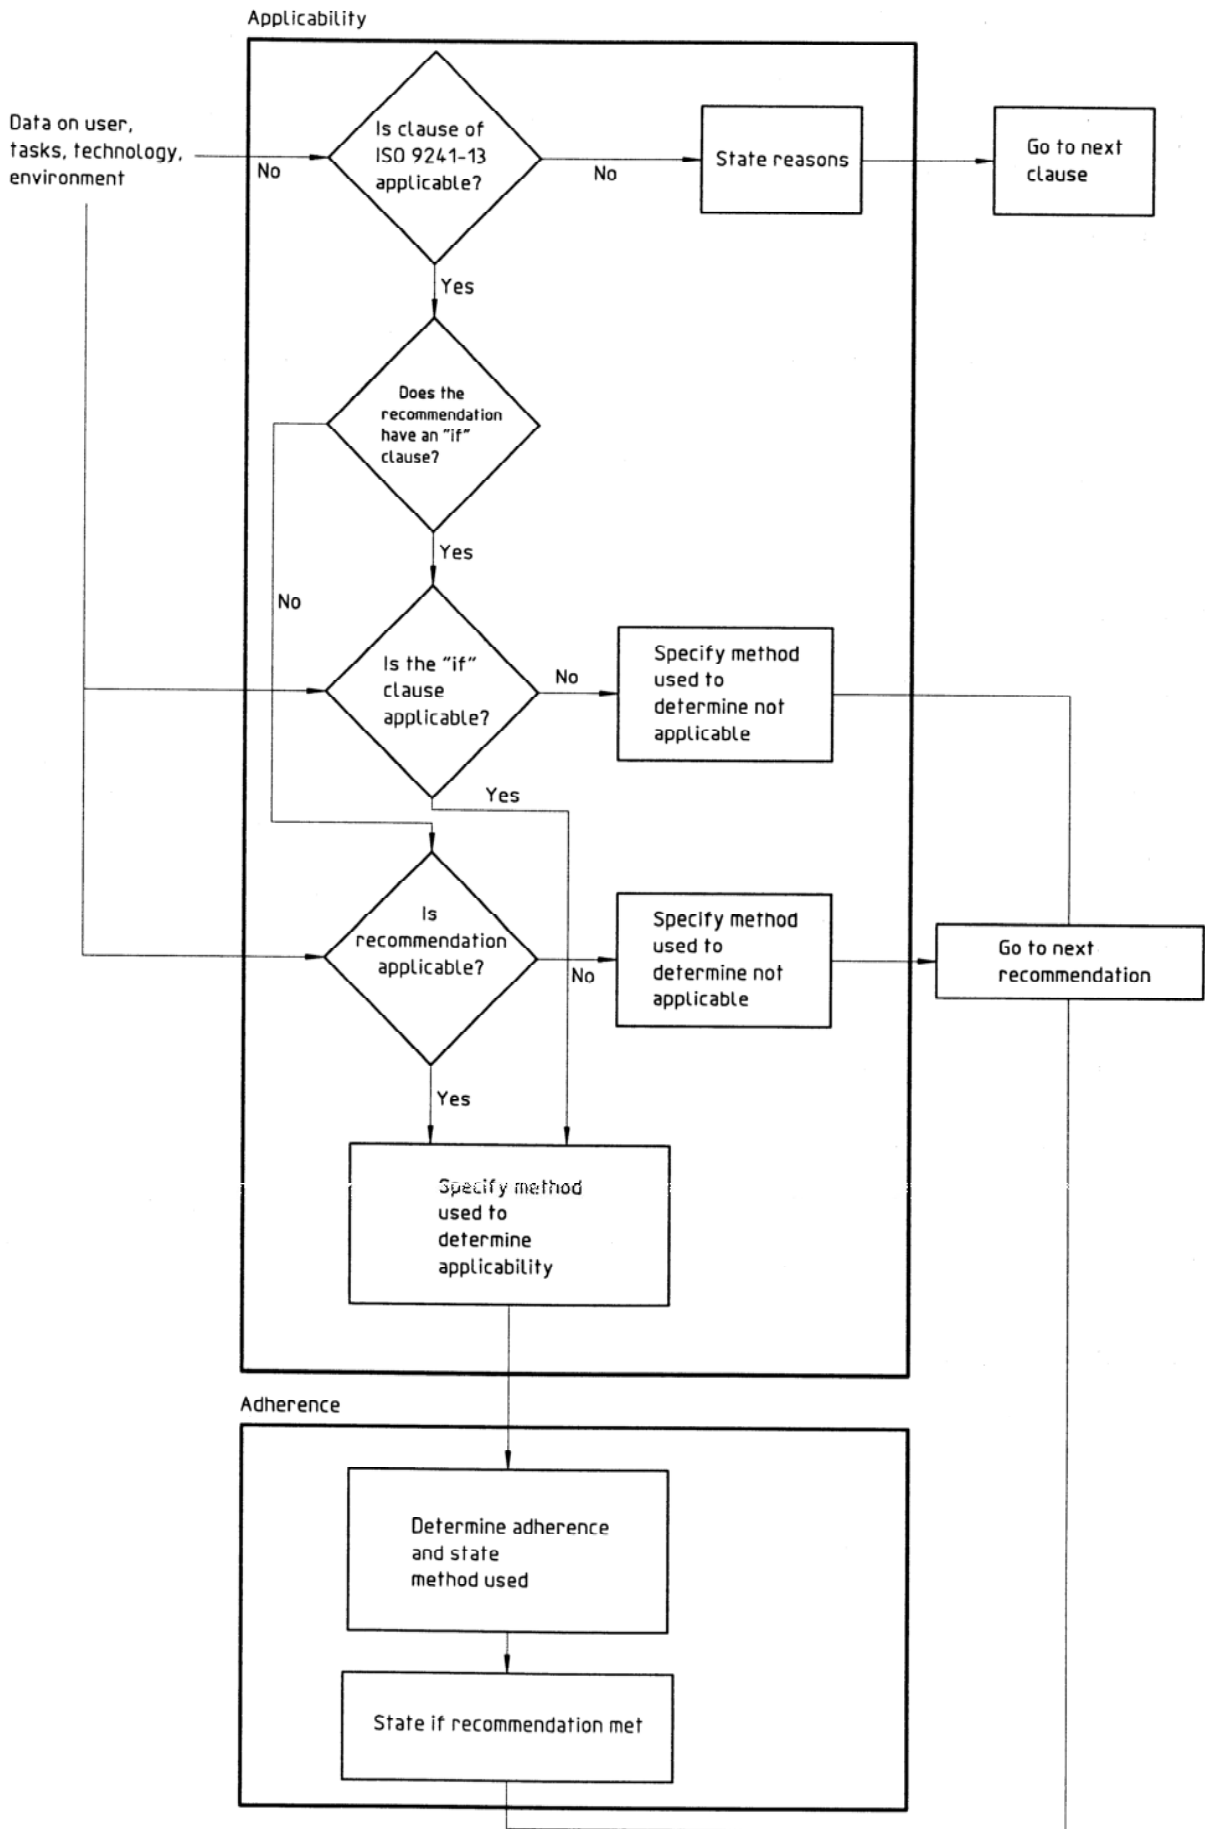 Applicability
Data on user,
tasks, technology,
environment
No
Is clause of
ISO 9241-13
applicable?
No
State reasons
Go to next
clause
Yes
Does the
recommendation
have an "if"
clause?
Yes
No
Is the "if"
clause
applicable?
No
Specify method
used to
determine not
applicable
Yes
Is
recommendation
applicable?
No
Specify method
used to
determine not
applicable
Go to next
recommendation
Yes
Specify method
used to
determine
applicability
Adherence
Determine adherence
and state
method used
State if recommendation met